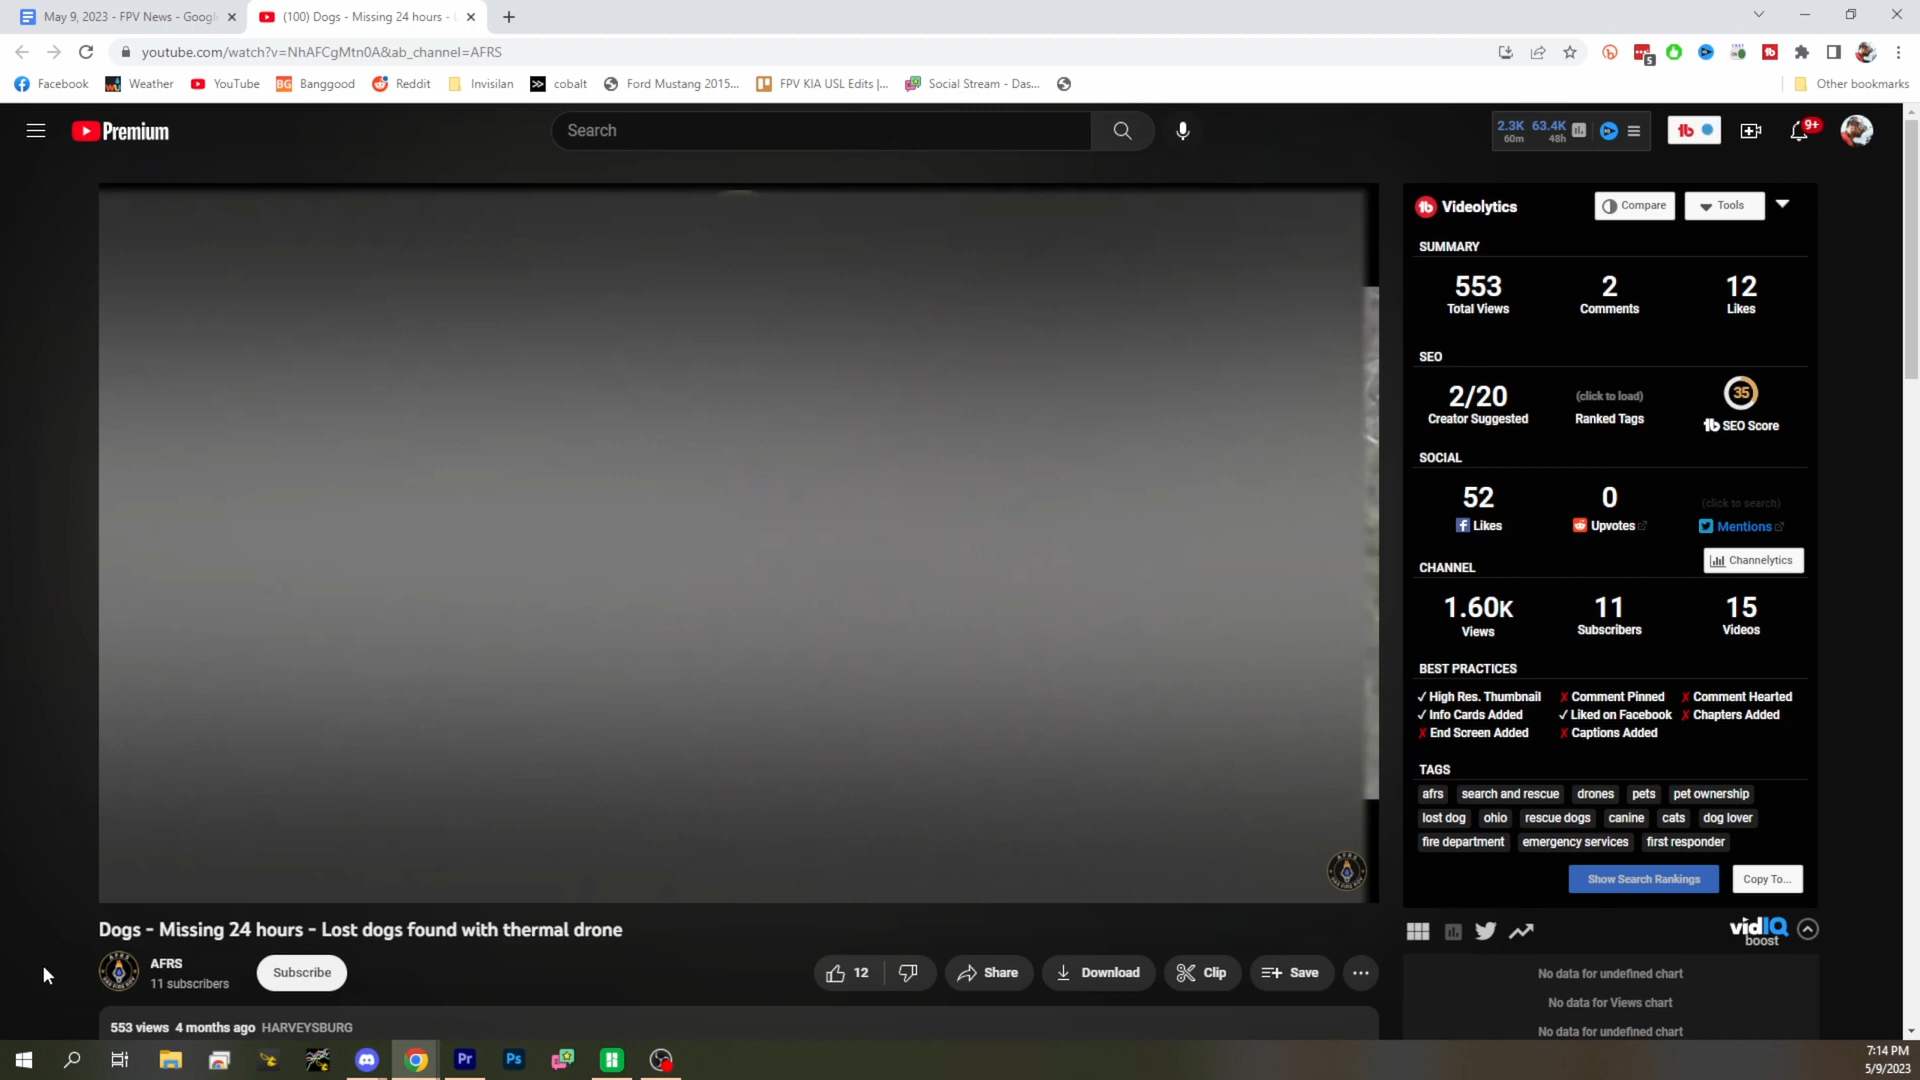 May 9, 2023 - FPV News - Googl
(100) Dogs - Missing 24 hours - L
youtube.com/watch?v=NhAFCgMtn0A&ab_channel=AFRS
5
Facebook Weather YouTube BG Banggood Reddit Invisilan cobalt Ford Mustang 2015... FPV KIA USL Edits |... Social Stream - Das... Other bookmarks
Premium
Search
2.3K 63.4K
60m 48h
9+
Videolytics
Compare
Tools
SUMMARY
553 2 12
Total Views Comments Likes
SEO
2/20 (click to load) 35
Creator Suggested Ranked Tags SEO Score
SOCIAL
52 0 (click to search)
Likes Upvotes Mentions
CHANNEL
Channelytics
1.60K 11 15
Views Subscribers Videos
BEST PRACTICES
✓ High Res. Thumbnail ✗ Comment Pinned ✗ Comment Hearted
✓ Info Cards Added ✓ Liked on Facebook ✗ Chapters Added
✗ End Screen Added ✗ Captions Added
TAGS
afrs search and rescue drones pets pet ownership
lost dog ohio rescue dogs canine cats dog lover
fire department emergency services first responder
Show Search Rankings Copy To...
Dogs - Missing 24 hours - Lost dogs found with thermal drone
AFRS
11 subscribers
Subscribe
12
Share
Download
Clip
Save
vidIQ
boost
No data for undefined chart
No data for Views chart
No data for undefined chart
553 views 4 months ago HARVEYSBURG
Pr Ps
7:14 PM
5/9/2023